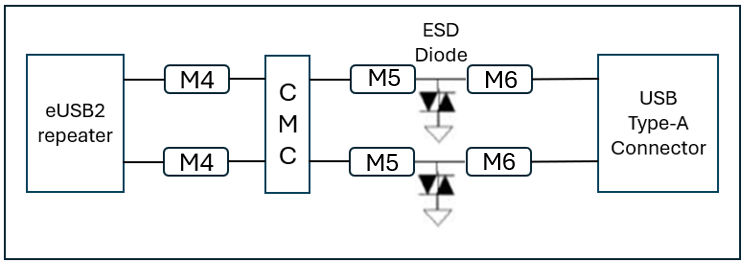 ESD
Diode
M4
C
M
C
M5
M6
eUSB2
repeater
USB
Type-A
Connector
M4
M5
M6